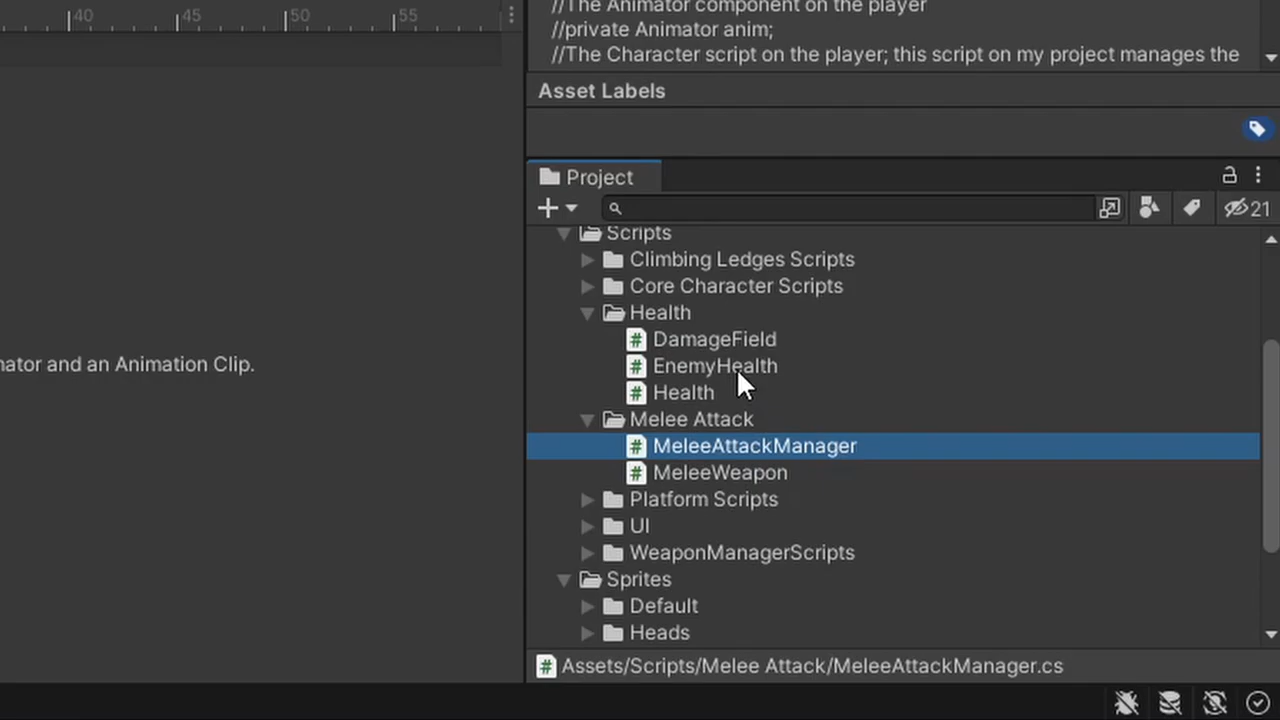 40 45 50 55
//The Animator component on the player
//private Animator anim;
//The Character script on the player; this script on my project manages the
Asset Labels
Project
21
Scripts
Climbing Ledges Scripts
Core Character Scripts
Health
DamageField
mator and an Animation Clip.
EnemyHealth
Health
Melee Attack
# MeleeAttackManager
# MeleeWeapon
Platform Scripts
UI
WeaponManagerScripts
Sprites
Default
Heads
Assets/Scripts/Melee Attack/MeleeAttackManager.cs